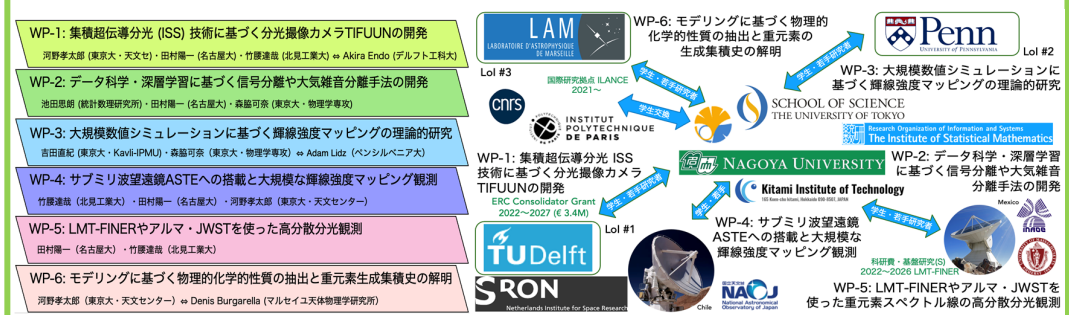 WP-1: 集積超伝導分光 (ISS) 技術に基づく分光撮像カメラTIFUUNの開発
河野孝太郎 (東京大・天文セ)・田村陽一 (名古屋大)・竹腰達哉 (北見工業大) ⇔ Akira Endo (デルフト工科大)
WP-2: データ科学・深層学習に基づく信号分離や大気雑音分離手法の開発
池田思朗 (統計数理研究所)・田村陽一 (名古屋大)・森脇可奈 (東京大・物理学専攻)
WP-3: 大規模数値シミュレーションに基づく輝線強度マッピングの理論的研究
吉田直紀 (東京大・Kavli-IPMU)・森脇可奈（東京大・物理学専攻）⇔ Adam Lidz（ペンシルベニア大）
WP-4: サブミリ波望遠鏡ASTEへの搭載と大規模な輝線強度マッピング観測
竹腰達哉（北見工業大）・田村陽一（名古屋大）・河野孝太郎（東京大・天文センター）
WP-5: LMT-FINERやアルマ・JWSTを使った高分散分光観測
田村陽一（名古屋大）・竹腰達哉（北見工業大）
WP-6: モデリングに基づく物理的化学的性質の抽出と重元素生成集積史の解明
河野孝太郎（東京大・天文センター）⇔ Denis Burgarella（マルセイユ天体物理学研究所）
LAM
LABORATOIRE D'ASTROPHYSIQUE
DE MARSEILLE
LoI #3
WP-6: モデリングに基づく物理的
化学的性質の抽出と重元素の
生成集積史の解明
Penn
UNIVERSITY of PENNSYLVANIA
LoI #2
学生・若手研究者
学生・若手研究者
国際研究拠点 ILANCE
2021〜
学生交換
cnrs
INSTITUT
POLYTECHNIQUE
DE PARIS
SCHOOL OF SCIENCE
THE UNIVERSITY OF TOKYO
WP-3: 大規模数値シミュレーションに
基づく輝線強度マッピングの理論的研究
Research Organization of Information and Systems
The Institute of Statistical Mathematics
WP-1: 集積超伝導分光 ISS
技術に基づく分光撮像カメラ
TIFUUNの開発
ERC Consolidator Grant
2022〜2027 (€ 3.4M)
NAGOYA UNIVERSITY
Kitami Institute of Technology
165 Koen-cho, Kitami, Hokkaido 090-8507, JAPAN
WP-2: データ科学・深層学習
に基づく信号分離や大気雑音
分離手法の開発
学生・若手研究者
学生・若手
学生・若手研究者
TUDelft
LoI #1
SRON
Netherlands Institute for Space Research
Chile
WP-4: サブミリ波望遠鏡
ASTEへの搭載と大規模な
輝線強度マッピング観測
国立天文台
NAOJ
National Astronomical
Observatory of Japan
Mexico
INAOE
科研費・基盤研究(S)
2022〜2026 LMT-FINER
WP-5: LMT-FINERやアルマ・JWSTを
使った重元素スペクトル線の高分散分光観測